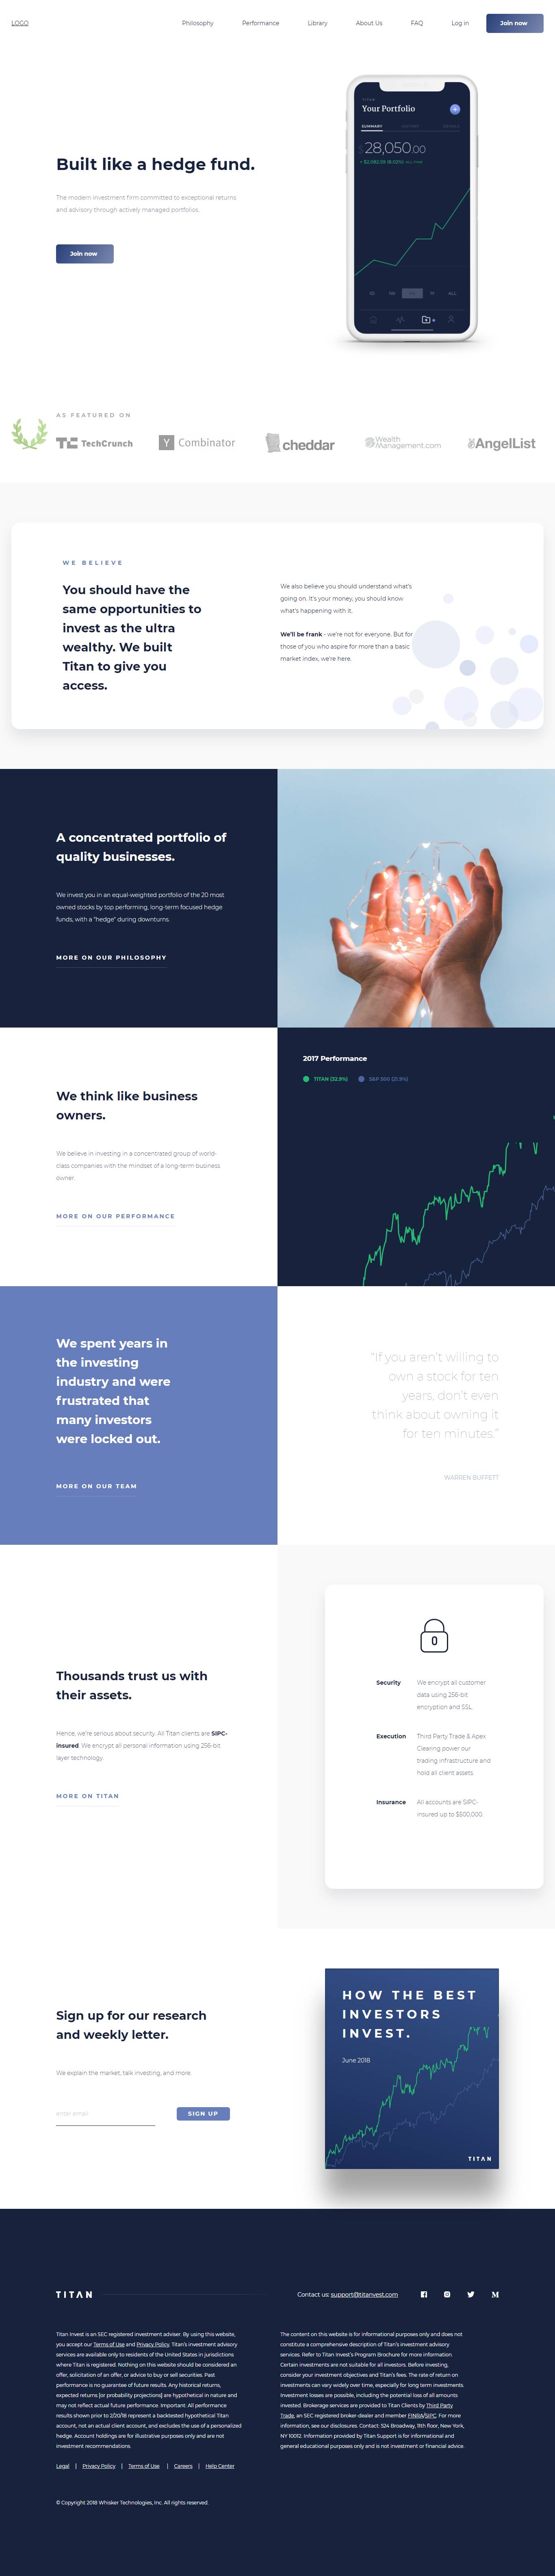 LOGO
Philosophy
Performance
Library
About Us
FAQ
Log in
Join now
TITAN
Your Portfolio
SUMMARY
HISTORY
DETAILS
$28,050.00
+ $2,082.59 (8.02%) ALL-TIME
ALL
Built like a hedge fund.
The modern investment firm committed to exceptional returns
and advisory through actively managed portfolios.
Join now
AS FEATURED ON
TC TechCrunch
Y Combinator
cheddar
Wealth
Management.com
AngelList
WE BELIEVE
You should have the
same opportunities to
invest as the ultra
wealthy. We built
Titan to give you
access.
We also believe you should understand what's
going on. It's your money, you should know
what's happening with it.
We'll be frank - we're not for everyone. But for
those of you who aspire for more than a basic
market index, we're here.
A concentrated portfolio of
quality businesses.
We invest you in an equal-weighted portfolio of the 20 most
owned stocks by top performing, long-term focused hedge
funds, with a "hedge" during downturns.
MORE ON OUR PHILOSOPHY
We think like business
owners.
We believe in investing in a concentrated group of world-
class companies with the mindset of a long-term business
owner.
MORE ON OUR PERFORMANCE
2017 Performance
TITAN (32.9%)
S&P 500 (21.9%)
We spent years in
the investing
industry and were
frustrated that
many investors
were locked out.
MORE ON OUR TEAM
"If you aren't willing to
own a stock for ten
years, don't even
think about owning it
for ten minutes."
WARREN BUFFETT
Thousands trust us with
their assets.
Hence, we're serious about security. All Titan clients are SIPC-
insured. We encrypt all personal information using 256-bit
layer technology.
MORE ON TITAN
Security
We encrypt all customer
data using 256-bit
encryption and SSL.
Execution
Third Party Trade & Apex
Clearing power our
trading infrastructure and
hold all client assets.
Insurance
All accounts are SIPC-
insured up to $500,000.
Sign up for our research
and weekly letter.
We explain the market, talk investing, and more.
enter email
SIGN UP
HOW THE BEST
INVESTORS
INVEST.
June 2018
TITAN
TITAN
Contact us: support@titanvest.com
Titan Invest is an SEC registered investment adviser. By using this website,
you accept our Terms of Use and Privacy Policy. Titan's investment advisory
services are available only to residents of the United States in jurisdictions
where Titan is registered. Nothing on this website should be considered an
offer, solicitation of an offer, or advice to buy or sell securities. Past
performance is no guarantee of future results. Any historical returns,
expected returns [or probability projections] are hypothetical in nature and
may not reflect actual future performance. Important: All performance
results shown prior to 2/20/18 represent a backtested hypothetical Titan
account, not an actual client account, and excludes the use of a personalized
hedge. Account holdings are for illustrative purposes only and are not
investment recommendations.
The content on this website is for informational purposes only and does not
constitute a comprehensive description of Titan's investment advisory
services. Refer to Titan Invest's Program Brochure for more information.
Certain investments are not suitable for all investors. Before investing,
consider your investment objectives and Titan's fees. The rate of return on
investments can vary widely over time, especially for long term investments.
Investment losses are possible, including the potential loss of all amounts
invested. Brokerage services are provided to Titan Clients by Third Party
Trade, an SEC registered broker-dealer and member FINRA/SIPC. For more
information, see our disclosures. Contact: 524 Broadway, 11th floor, New York,
NY 10012. Information provided by Titan Support is for informational and
general educational purposes only and is not investment or financial advice.
Legal | Privacy Policy | Terms of Use | Careers | Help Center
© Copyright 2018 Whisker Technologies, Inc. All rights reserved.